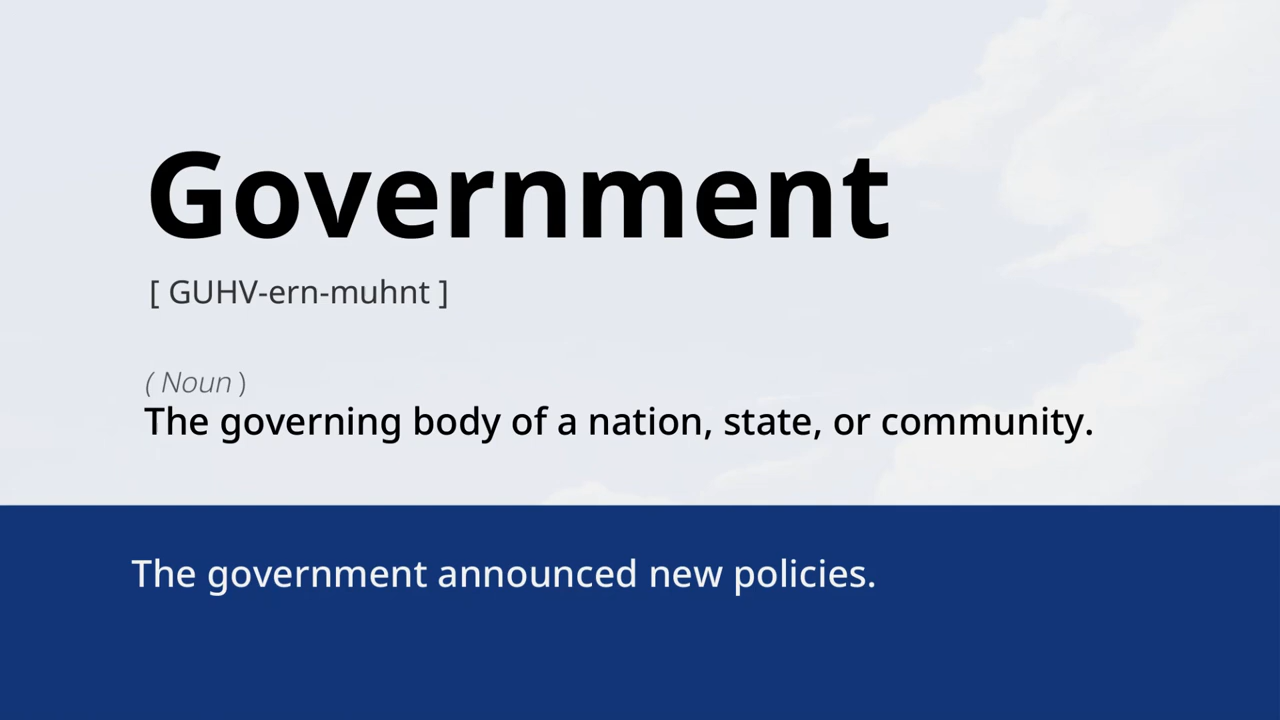 Government
[ GUHV-ern-muhnt ]
( Noun )
The governing body of a nation, state, or community.
The government announced new policies.